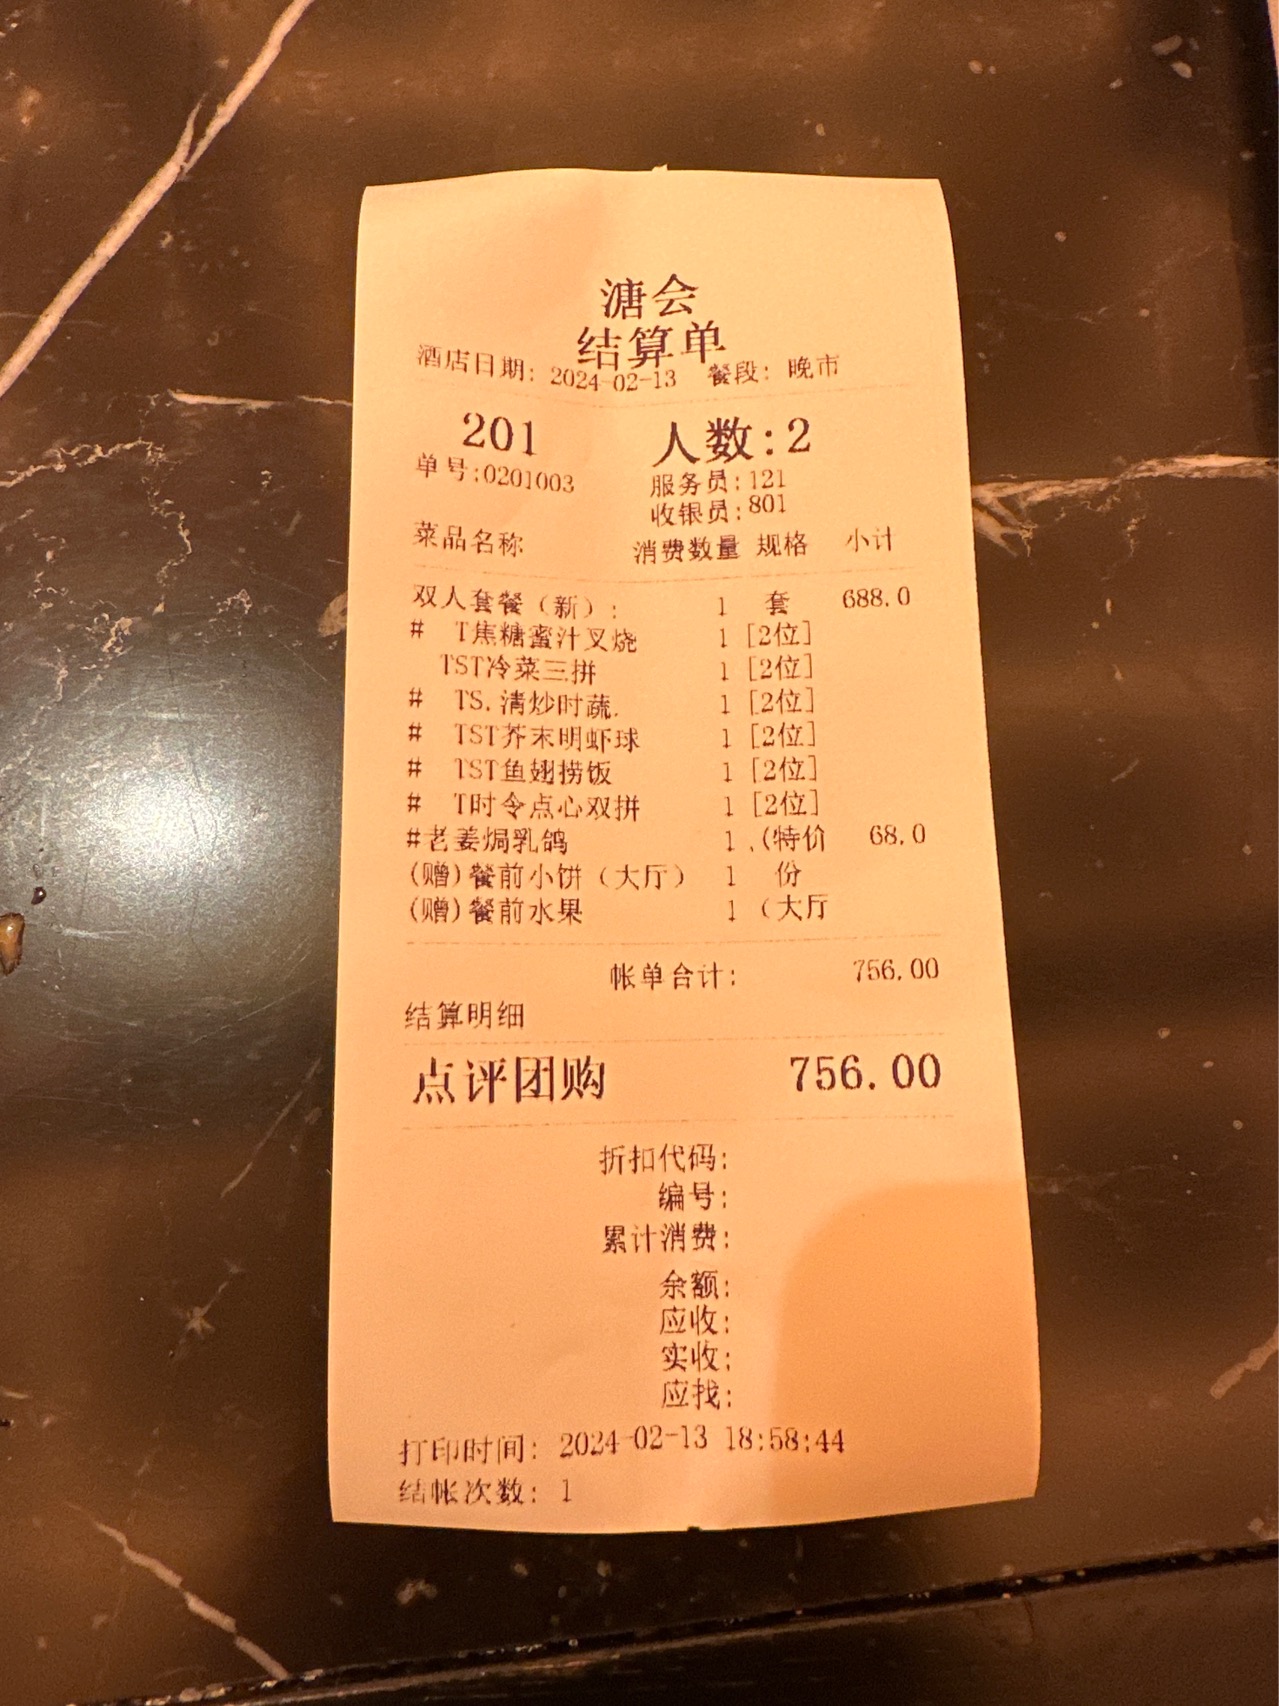 溏会
结算单
酒店日期: 2024-02-13 餐段: 晚市
201 人数:2
单号:0201003 服务员:121
收银员:801
菜品名称 消费数量 规格 小计
双人套餐（新）: 1 套 688.0
# T焦糖蜜汁叉烧 1 [2位]
TST冷菜三拼 1 [2位]
# TS.清炒时蔬. 1 [2位]
# TST芥末明虾球 1 [2位]
# TST鱼翅捞饭 1 [2位]
# T时令点心双拼 1 [2位]
#老姜焗乳鸽 1 .(特价 68.0
(赠)餐前小饼（大厅） 1 份
(赠)餐前水果 1 （大厅
帐单合计: 756.00
结算明细
点评团购 756.00
折扣代码:
编号:
累计消费:
余额:
应收:
实收:
应找:
打印时间: 2024-02-13 18:58:44
结帐次数: 1